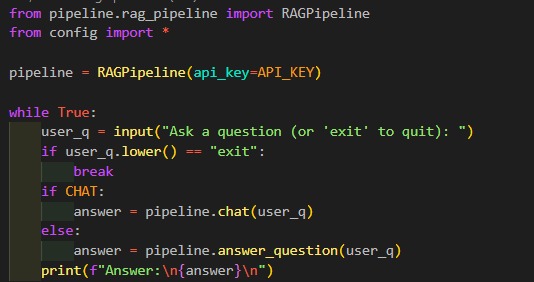 from pipeline.rag_pipeline import RAGPipeline
from config import *

pipeline = RAGPipeline(api_key=API_KEY)

while True:
    user_q = input("Ask a question (or 'exit' to quit): ")
    if user_q.lower() == "exit":
        break
    if CHAT:
        answer = pipeline.chat(user_q)
    else:
        answer = pipeline.answer_question(user_q)
    print(f"Answer:\n{answer}\n")